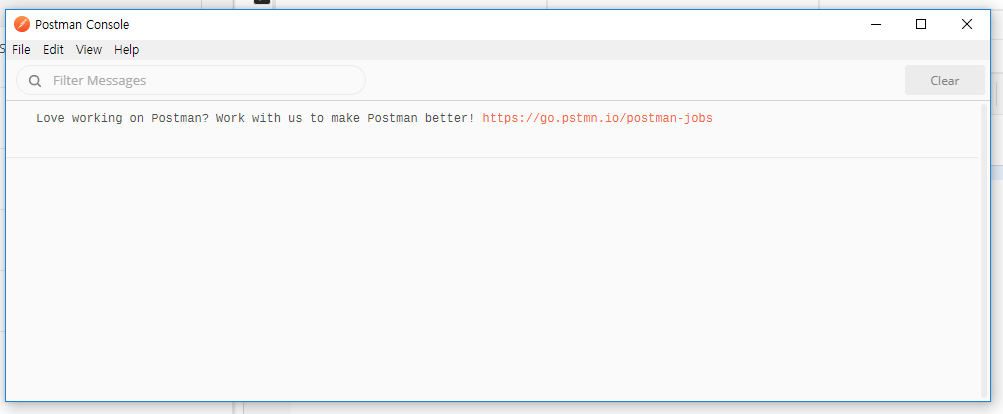 Postman Console
File Edit View Help
Filter Messages
Clear
Love working on Postman? Work with us to make Postman better! https://go.pstmn.io/postman-jobs